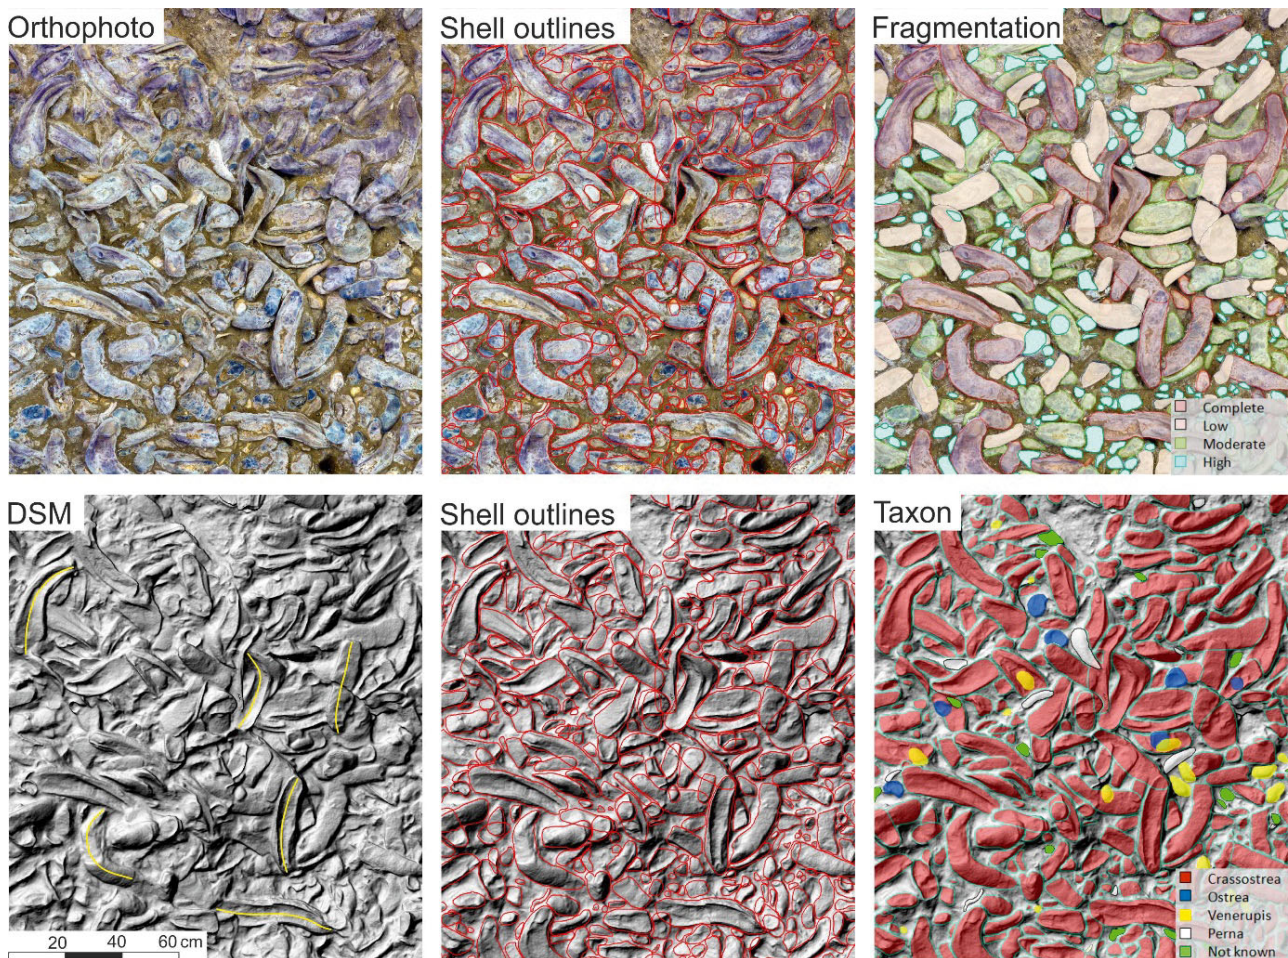 Orthophoto
Shell outlines
Fragmentation
Complete
Low
Moderate
High
DSM
Shell outlines
Taxon
20 40 60 cm
Crassostrea
Ostrea
Venerupis
Perna
Not known